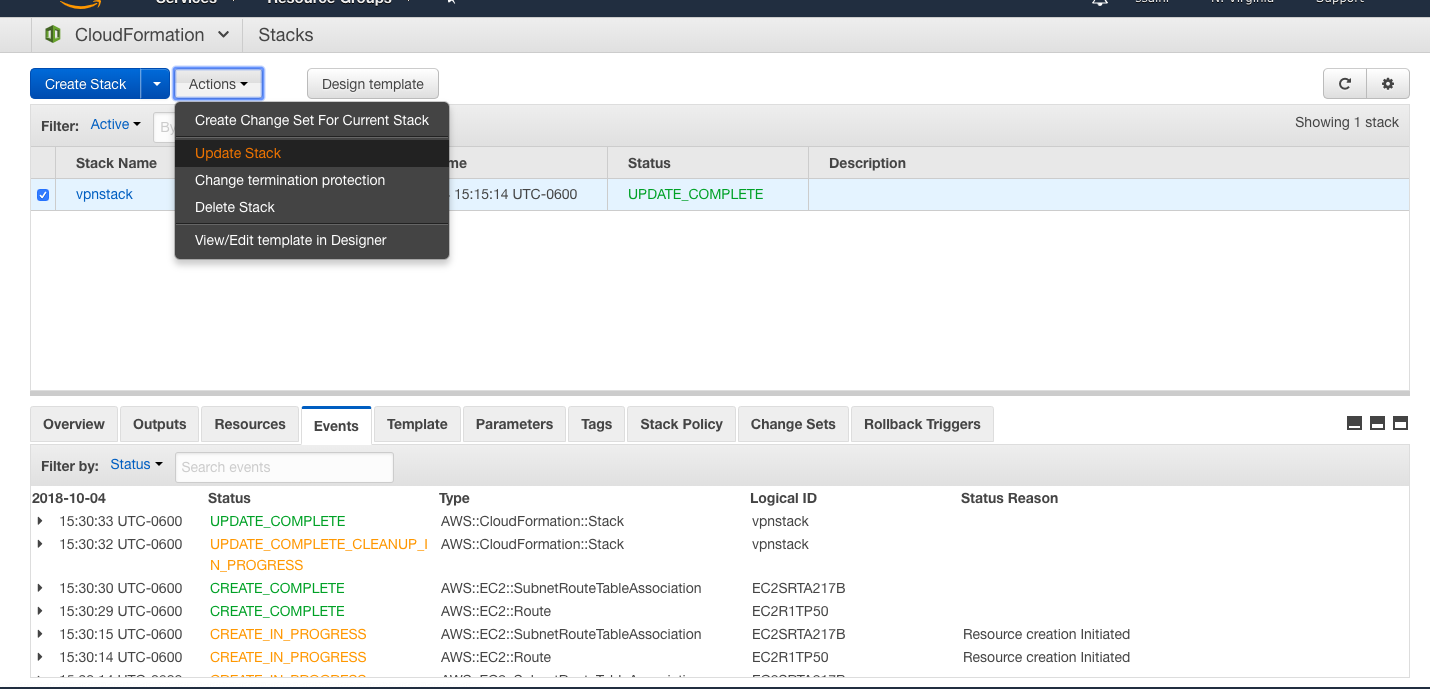 Services Resource Groups N. Virginia Support
CloudFormation Stacks
Create Stack Actions Design template
Create Change Set For Current Stack
Filter: Active By Showing 1 stack
Update Stack
Stack Name me Status Description
Change termination protection
vpnstack 15:15:14 UTC-0600 UPDATE_COMPLETE
Delete Stack
View/Edit template in Designer
Overview Outputs Resources Events Template Parameters Tags Stack Policy Change Sets Rollback Triggers
Filter by: Status Search events
2018-10-04 Status Type Logical ID Status Reason
15:30:33 UTC-0600 UPDATE_COMPLETE AWS::CloudFormation::Stack vpnstack
15:30:32 UTC-0600 UPDATE_COMPLETE_CLEANUP_I AWS::CloudFormation::Stack vpnstack
N_PROGRESS
15:30:30 UTC-0600 CREATE_COMPLETE AWS::EC2::SubnetRouteTableAssociation EC2SRTA217B
15:30:29 UTC-0600 CREATE_COMPLETE AWS::EC2::Route EC2R1TP50
15:30:15 UTC-0600 CREATE_IN_PROGRESS AWS::EC2::SubnetRouteTableAssociation EC2SRTA217B Resource creation Initiated
15:30:14 UTC-0600 CREATE_IN_PROGRESS AWS::EC2::Route EC2R1TP50 Resource creation Initiated